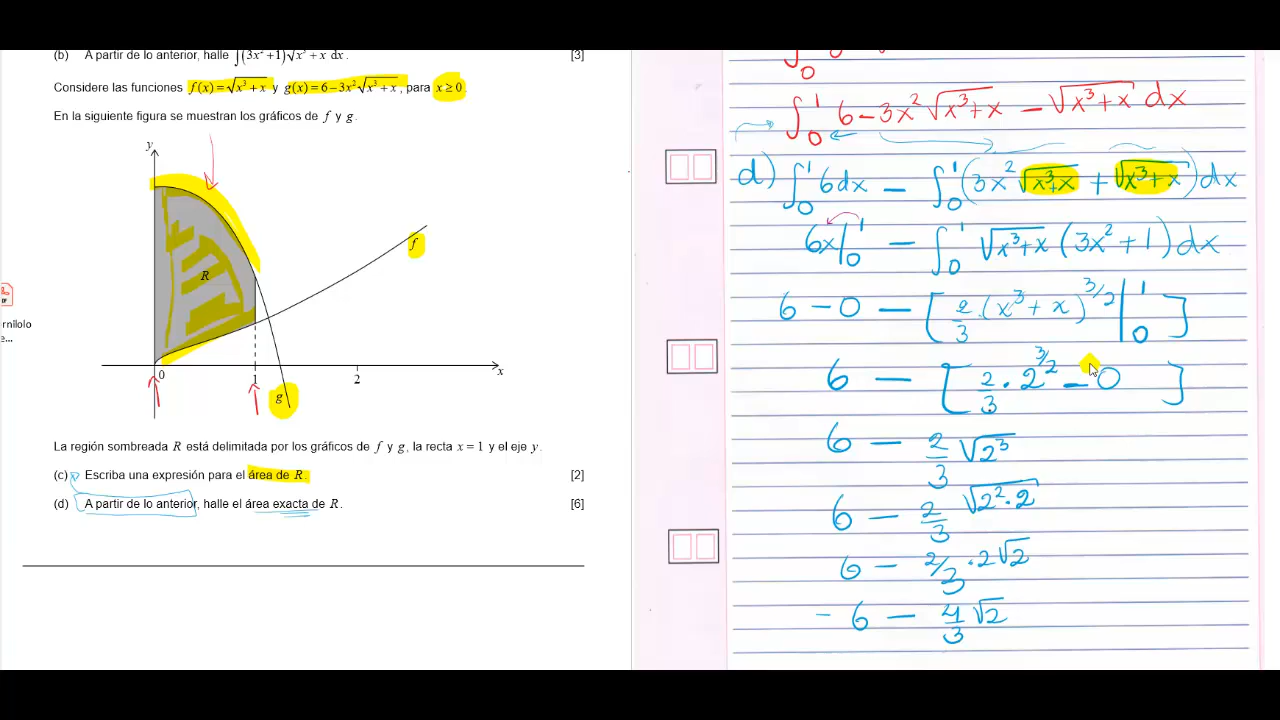 (b) A partir de lo anterior, halle ∫(3x²+1)√x³+x dx. [3]
Considere las funciones f(x)=√x³+x y g(x)=6−3x²√x³+x, para x≥0.
En la siguiente figura se muestran los gráficos de f y g.
y
R
f
0
1
2
x
g
rnílolo
e...
La región sombreada R está delimitada por los gráficos de f y g, la recta x=1 y el eje y.
(c) Escriba una expresión para el área de R. [2]
(d) A partir de lo anterior, halle el área exacta de R. [6]
∫₀¹ 6−3x²√x³+x − √x³+x dx
d) ∫₀¹ 6dx − ∫₀¹ (3x²√x³+x + √x³+x)dx
6x|₀¹ − ∫₀¹ √x³+x (3x²+1)dx
6−0 − [2/3·(x³+x)^3/2 |₀¹]
6 − [2/3·2^3/2 − 0]
6 − 2/3 √2³
6 − 2/3 √2²·2
6 − 2/3·2√2
- 6 − 4/3 √2